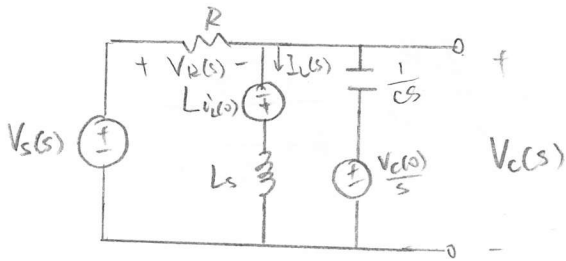 R
+ V_R(s) -
↓ I_L(s)
+
Li_L(0)
1/cs
V_s(s)
Ls
V_c(0)/s
V_c(s)
-